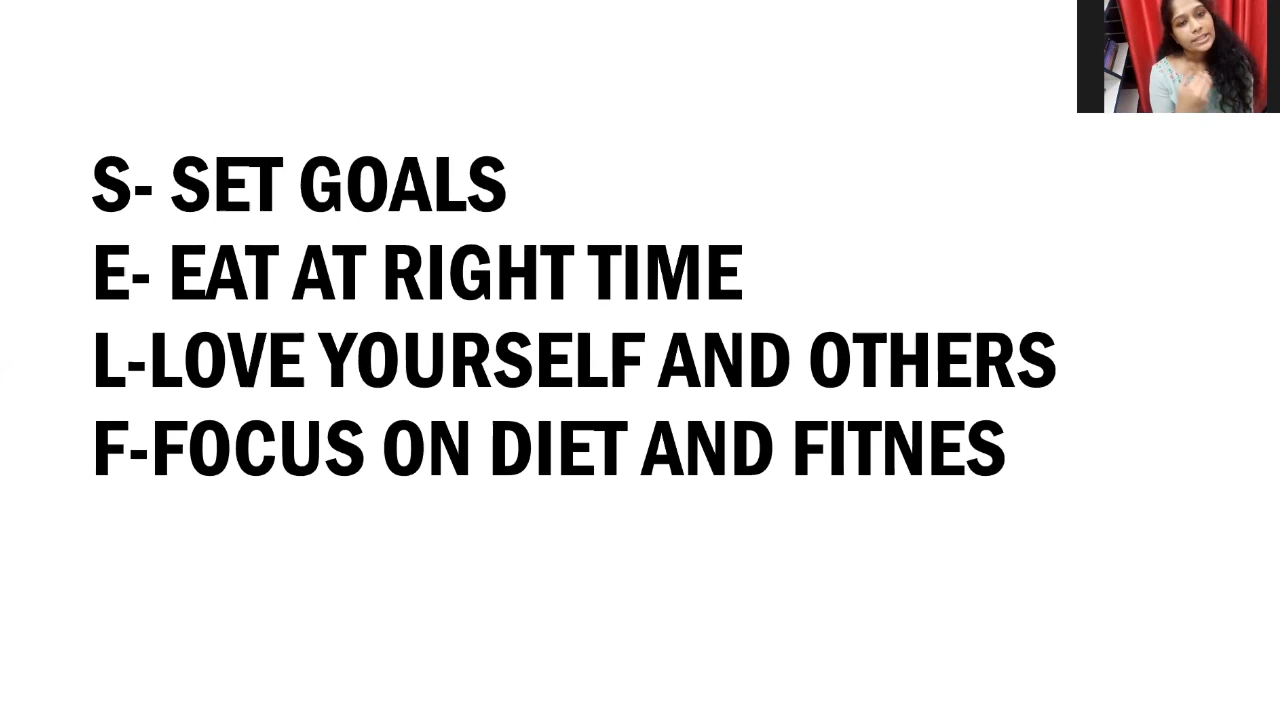 S- SET GOALS
E- EAT AT RIGHT TIME
L-LOVE YOURSELF AND OTHERS
F-FOCUS ON DIET AND FITNES